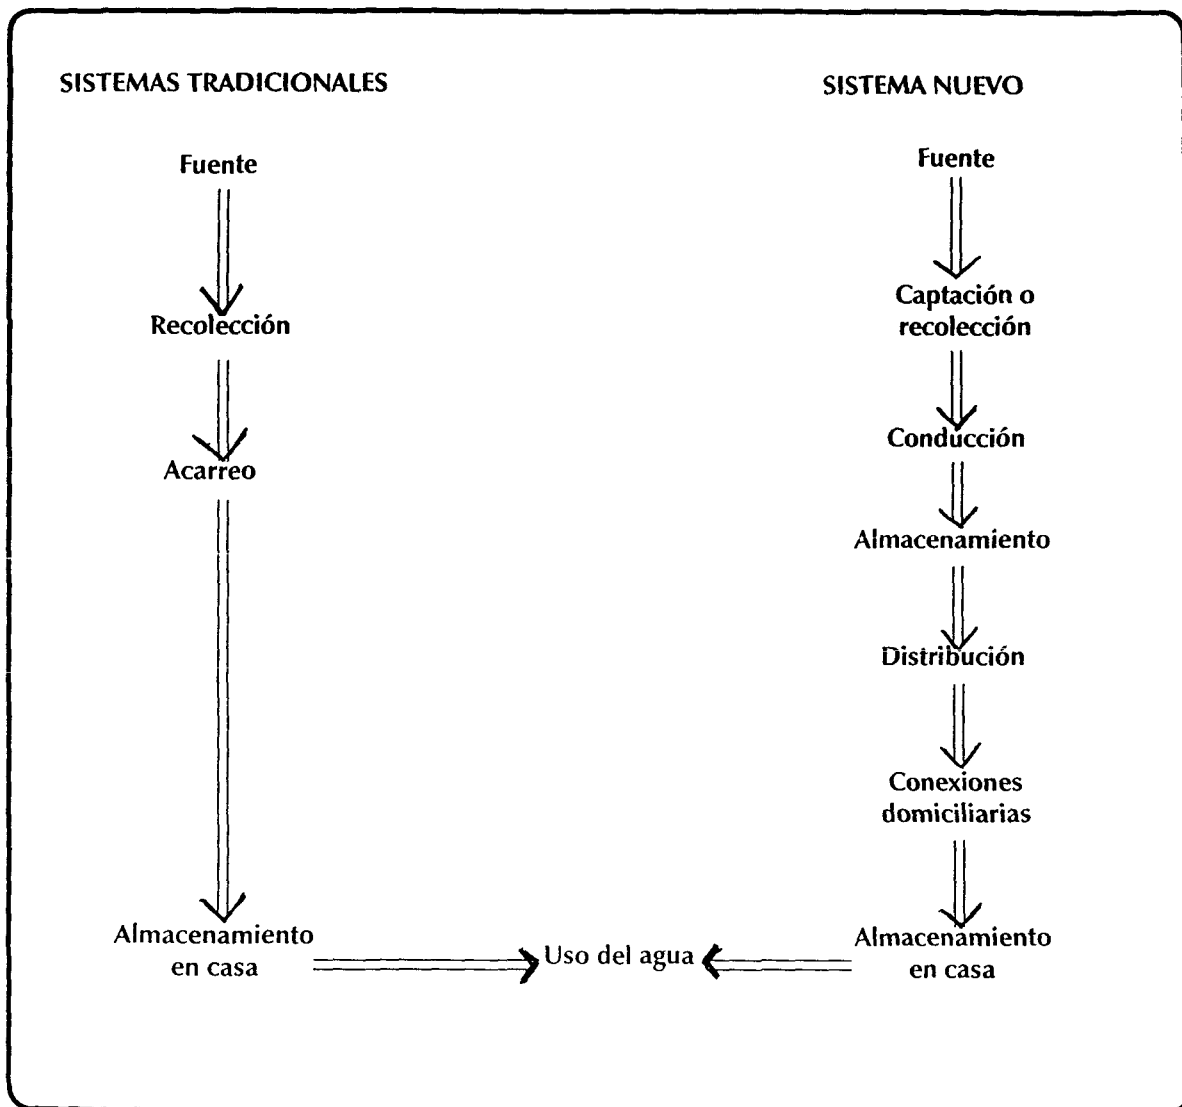 SISTEMAS TRADICIONALES
Fuente
Recolección
Acarreo
Almacenamiento
en casa
SISTEMA NUEVO
Fuente
Captación o
recolección
Conducción
Almacenamiento
Distribución
Conexiones
domiciliarias
Almacenamiento
en casa
Uso del agua